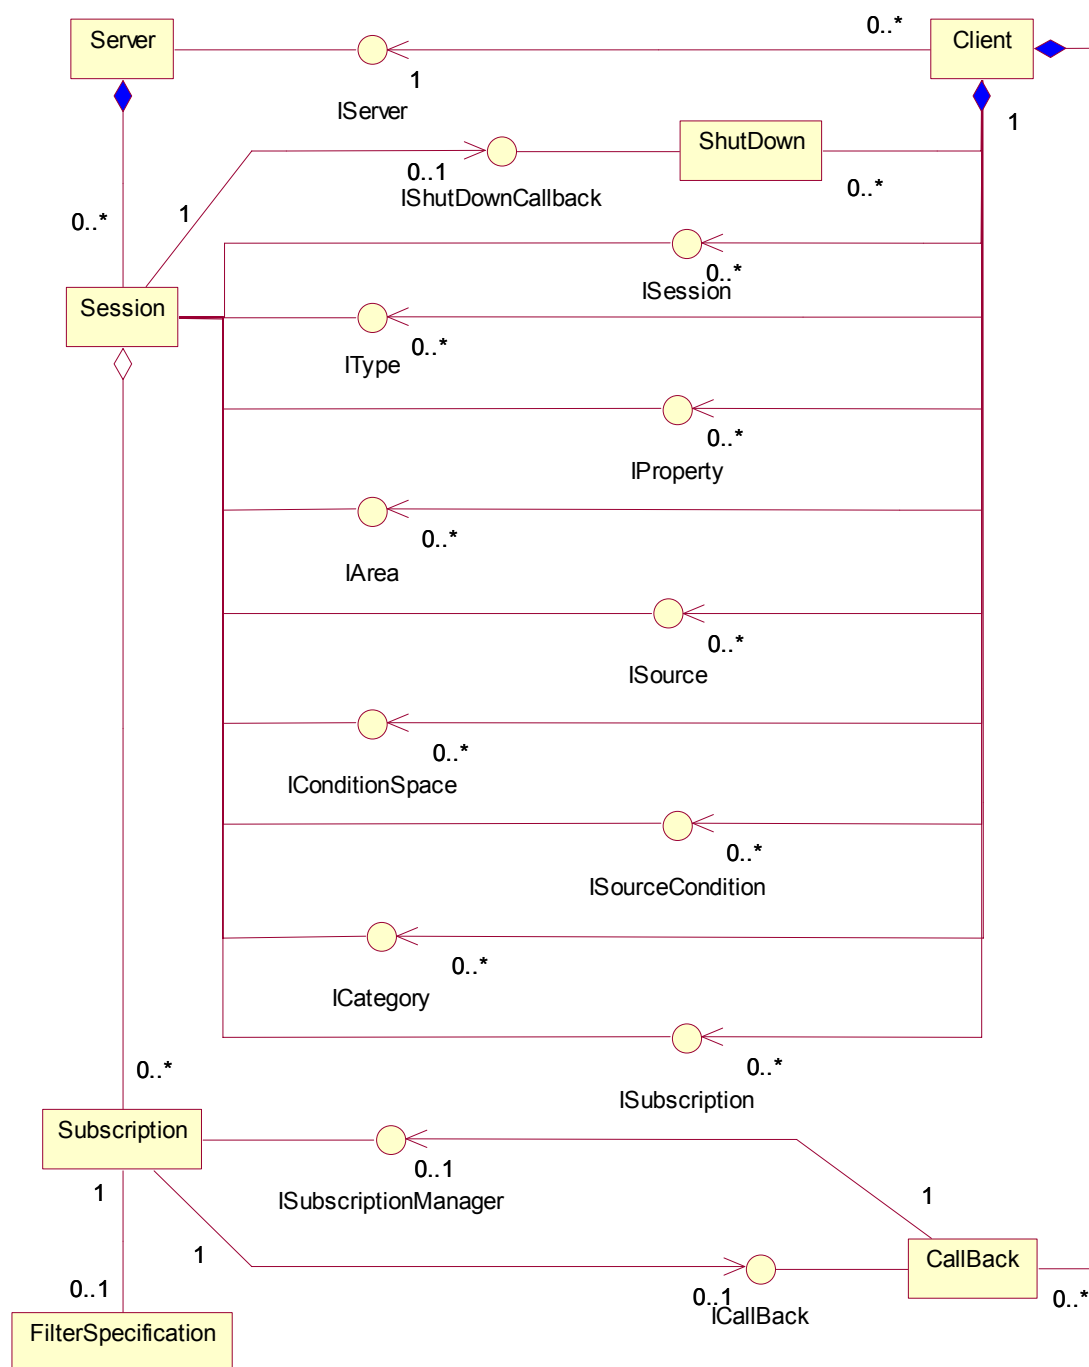 Server
0..*
Client
1
IServer
1
ShutDown
0..1
IShutDownCallback
0..*
1
0..*
0..*
ISession
Session
0..*
IType
0..*
IProperty
0..*
IArea
0..*
ISource
0..*
IConditionSpace
0..*
ISourceCondition
0..*
ICategory
0..*
0..*
ISubscription
Subscription
0..1
ISubscriptionManager
1
1
1
CallBack
0..1
0..1
ICallBack
0..*
FilterSpecification